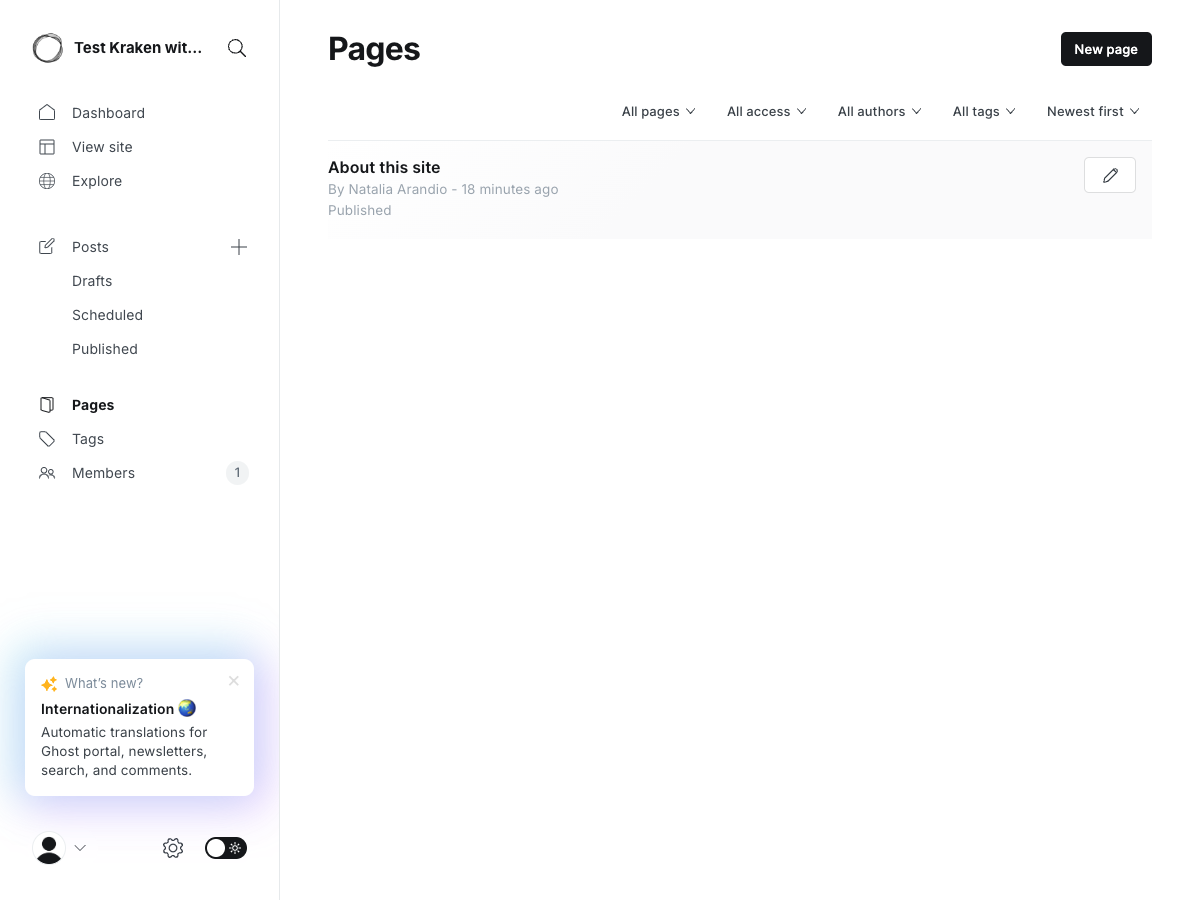 Test Kraken wit...
Dashboard
View site
Explore
Posts
Drafts
Scheduled
Published
Pages
Tags
Members
1
What's new?
Internationalization 🌏
Automatic translations for
Ghost portal, newsletters,
search, and comments.
Pages
New page
All pages
All access
All authors
All tags
Newest first
About this site
By Natalia Arandio - 18 minutes ago
Published